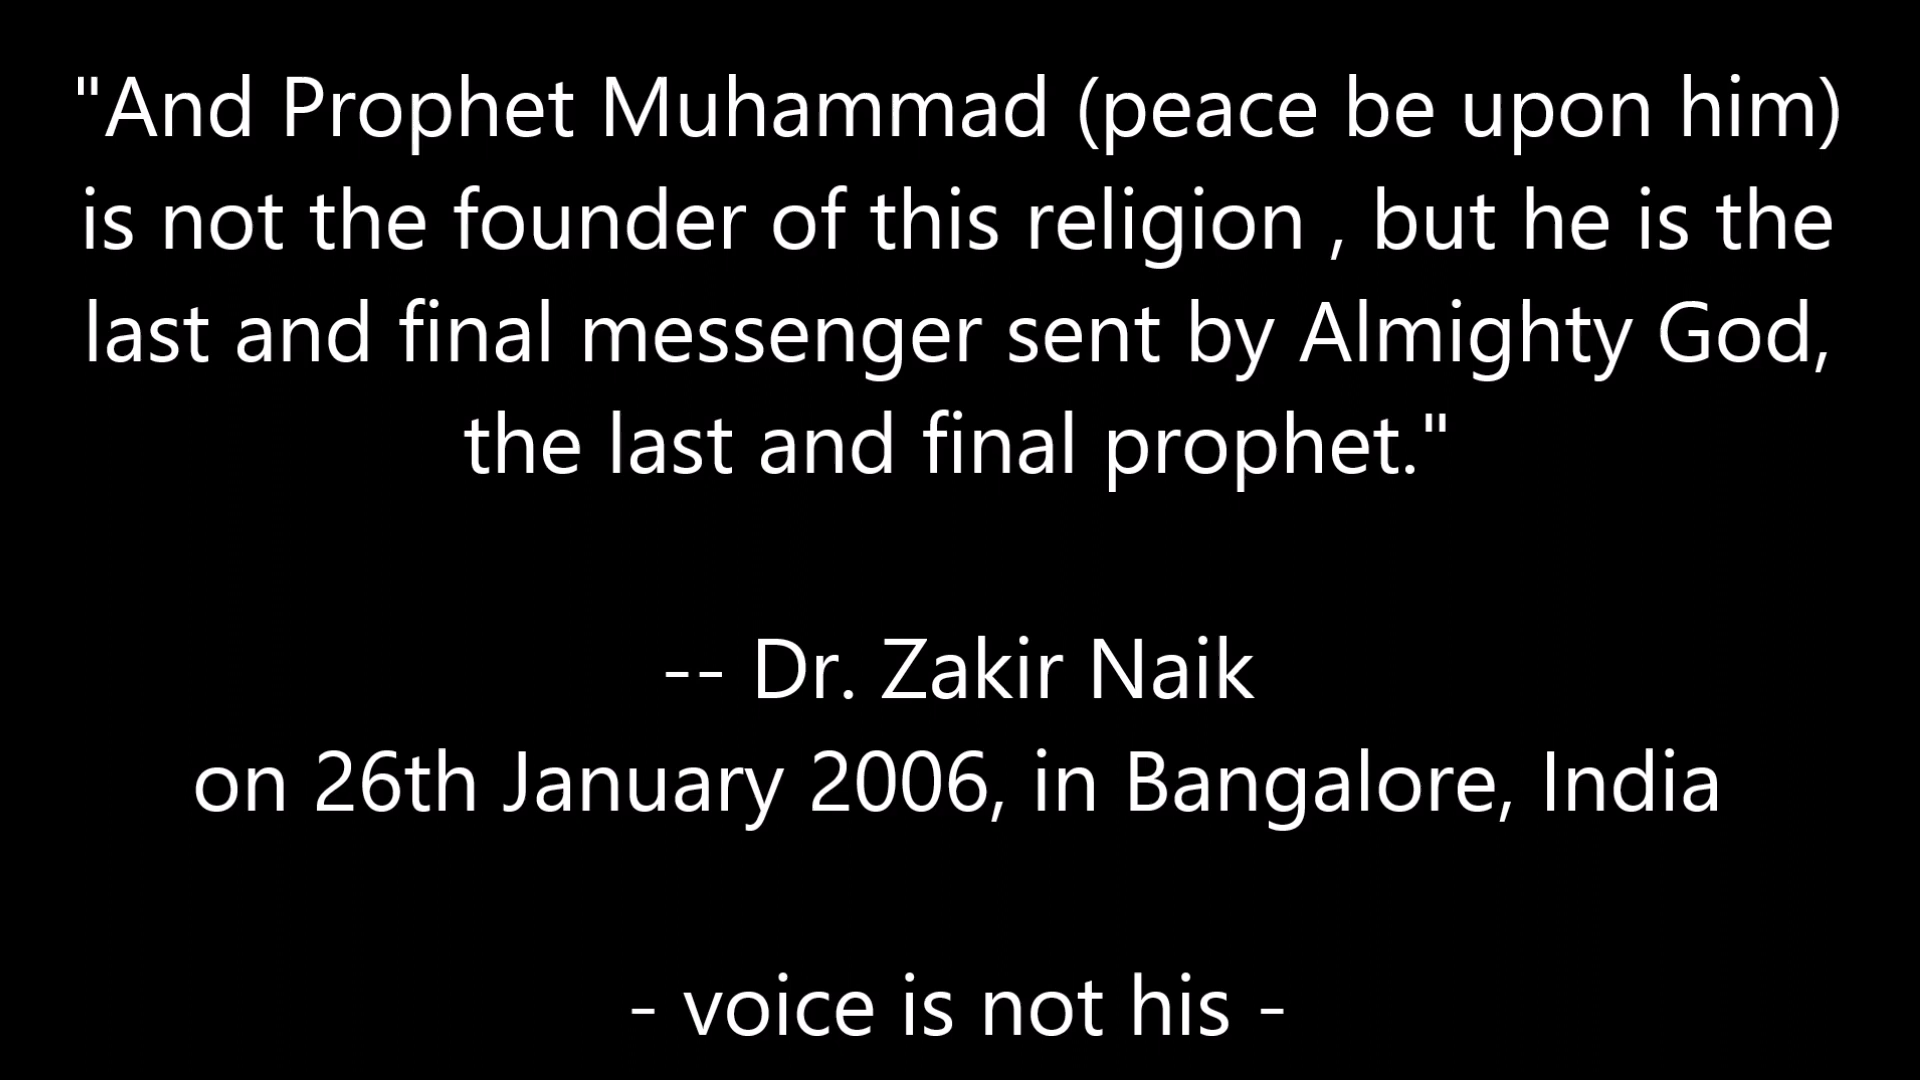 "And Prophet Muhammad (peace be upon him)
is not the founder of this religion , but he is the
last and final messenger sent by Almighty God,
the last and final prophet."
-- Dr. Zakir Naik
on 26th January 2006, in Bangalore, India
- voice is not his -